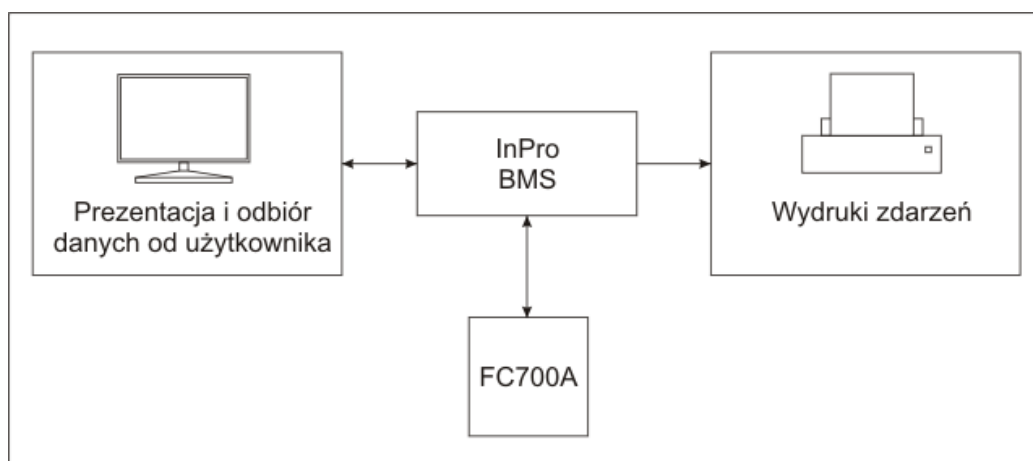 Prezentacja i odbiór
danych od użytkownika
InPro
BMS
Wydruki zdarzeń
FC700A